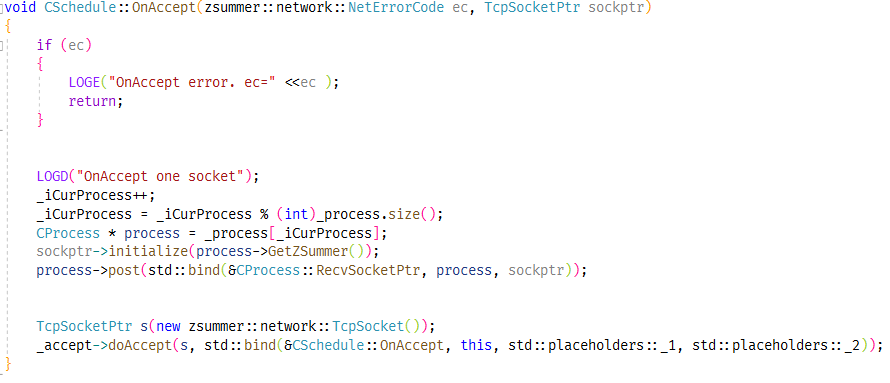 void CSchedule::OnAccept(zsummer::network::NetErrorCode ec, TcpSocketPtr sockptr)
{
    if (ec)
    {
        LOGE("OnAccept error. ec=" <<ec );
        return;
    }
    LOGD("OnAccept one socket");
    _iCurProcess++;
    _iCurProcess = _iCurProcess % (int)_process.size();
    CProcess * process = _process[_iCurProcess];
    sockptr->initialize(process->GetZSummer());
    process->post(std::bind(&CProcess::RecvSocketPtr, process, sockptr));
    TcpSocketPtr s(new zsummer::network::TcpSocket());
    _accept->doAccept(s, std::bind(&CSchedule::OnAccept, this, std::placeholders::_1, std::placeholders::_2));
}